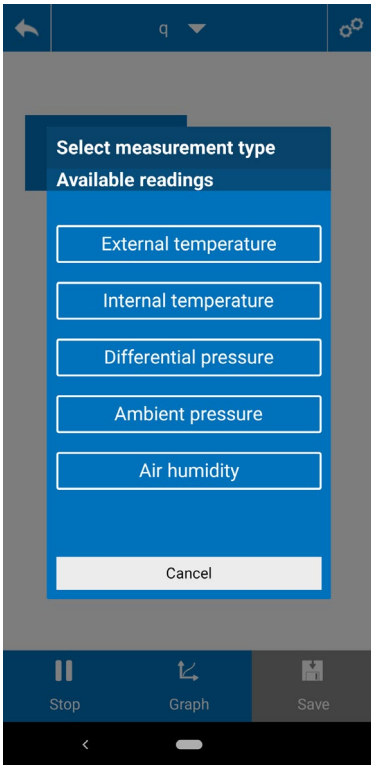 q
Select measurement type
Available readings
External temperature
Internal temperature
Differential pressure
Ambient pressure
Air humidity
Cancel
Stop
Graph
Save